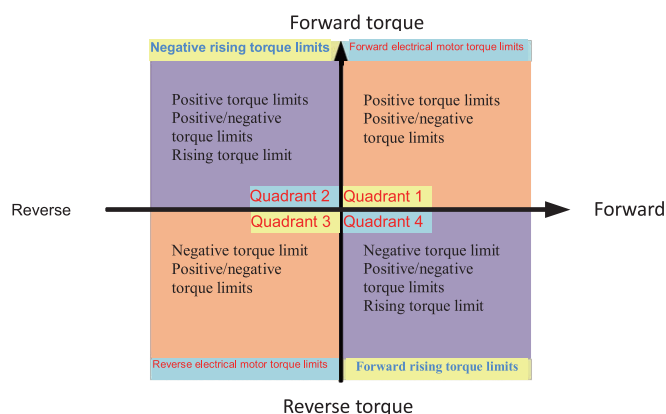 Forward torque
Negative rising torque limits
Forward electrical motor torque limits
Positive torque limits
Positive/negative
torque limits
Rising torque limit
Positive torque limits
Positive/negative
torque limits
Quadrant 2
Quadrant 1
Reverse
Forward
Quadrant 3
Quadrant 4
Negative torque limit
Positive/negative
torque limits
Negative torque limit
Positive/negative
torque limits
Rising torque limit
Reverse electrical motor torque limits
Forward rising torque limits
Reverse torque